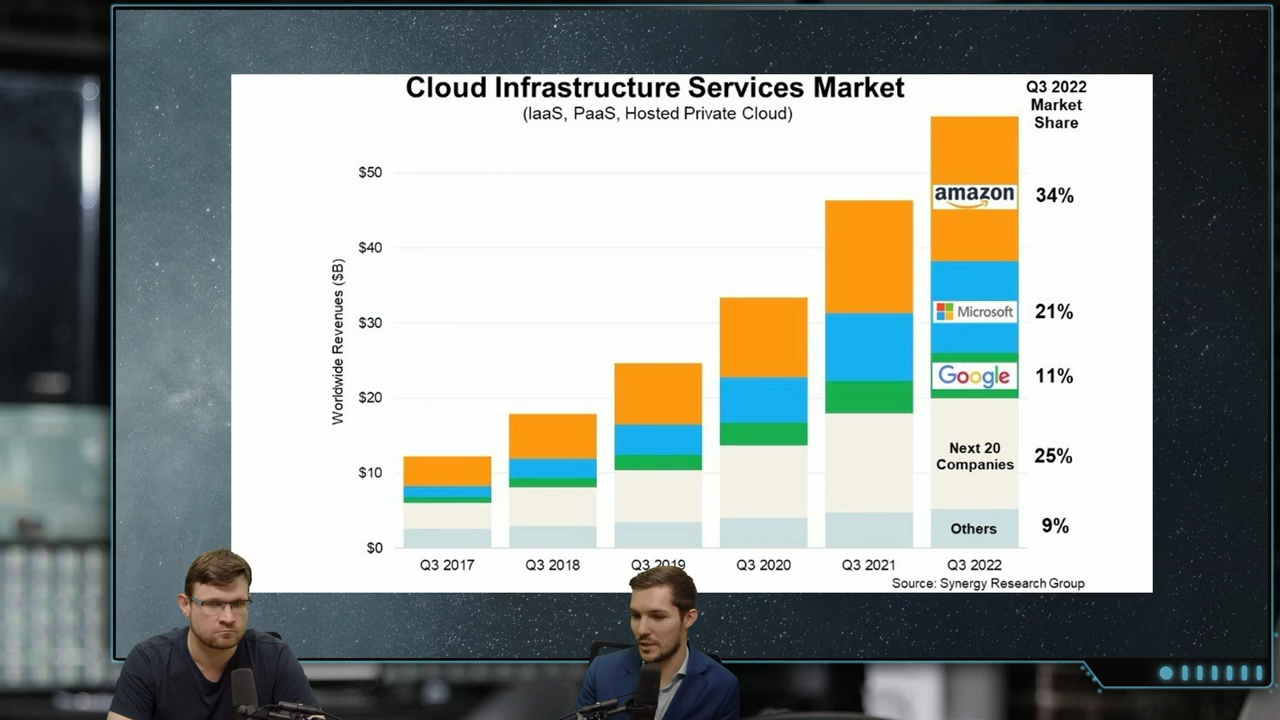 Cloud Infrastructure Services Market
(IaaS, PaaS, Hosted Private Cloud)
Q3 2022
Market
Share
Worldwide Revenues ($B)
$50
$40
$30
$20
$10
$0
amazon
34%
Microsoft
21%
Google
11%
Next 20
Companies
25%
Others
9%
Q3 2017
Q3 2018
Q3 2019
Q3 2020
Q3 2021
Q3 2022
Source: Synergy Research Group